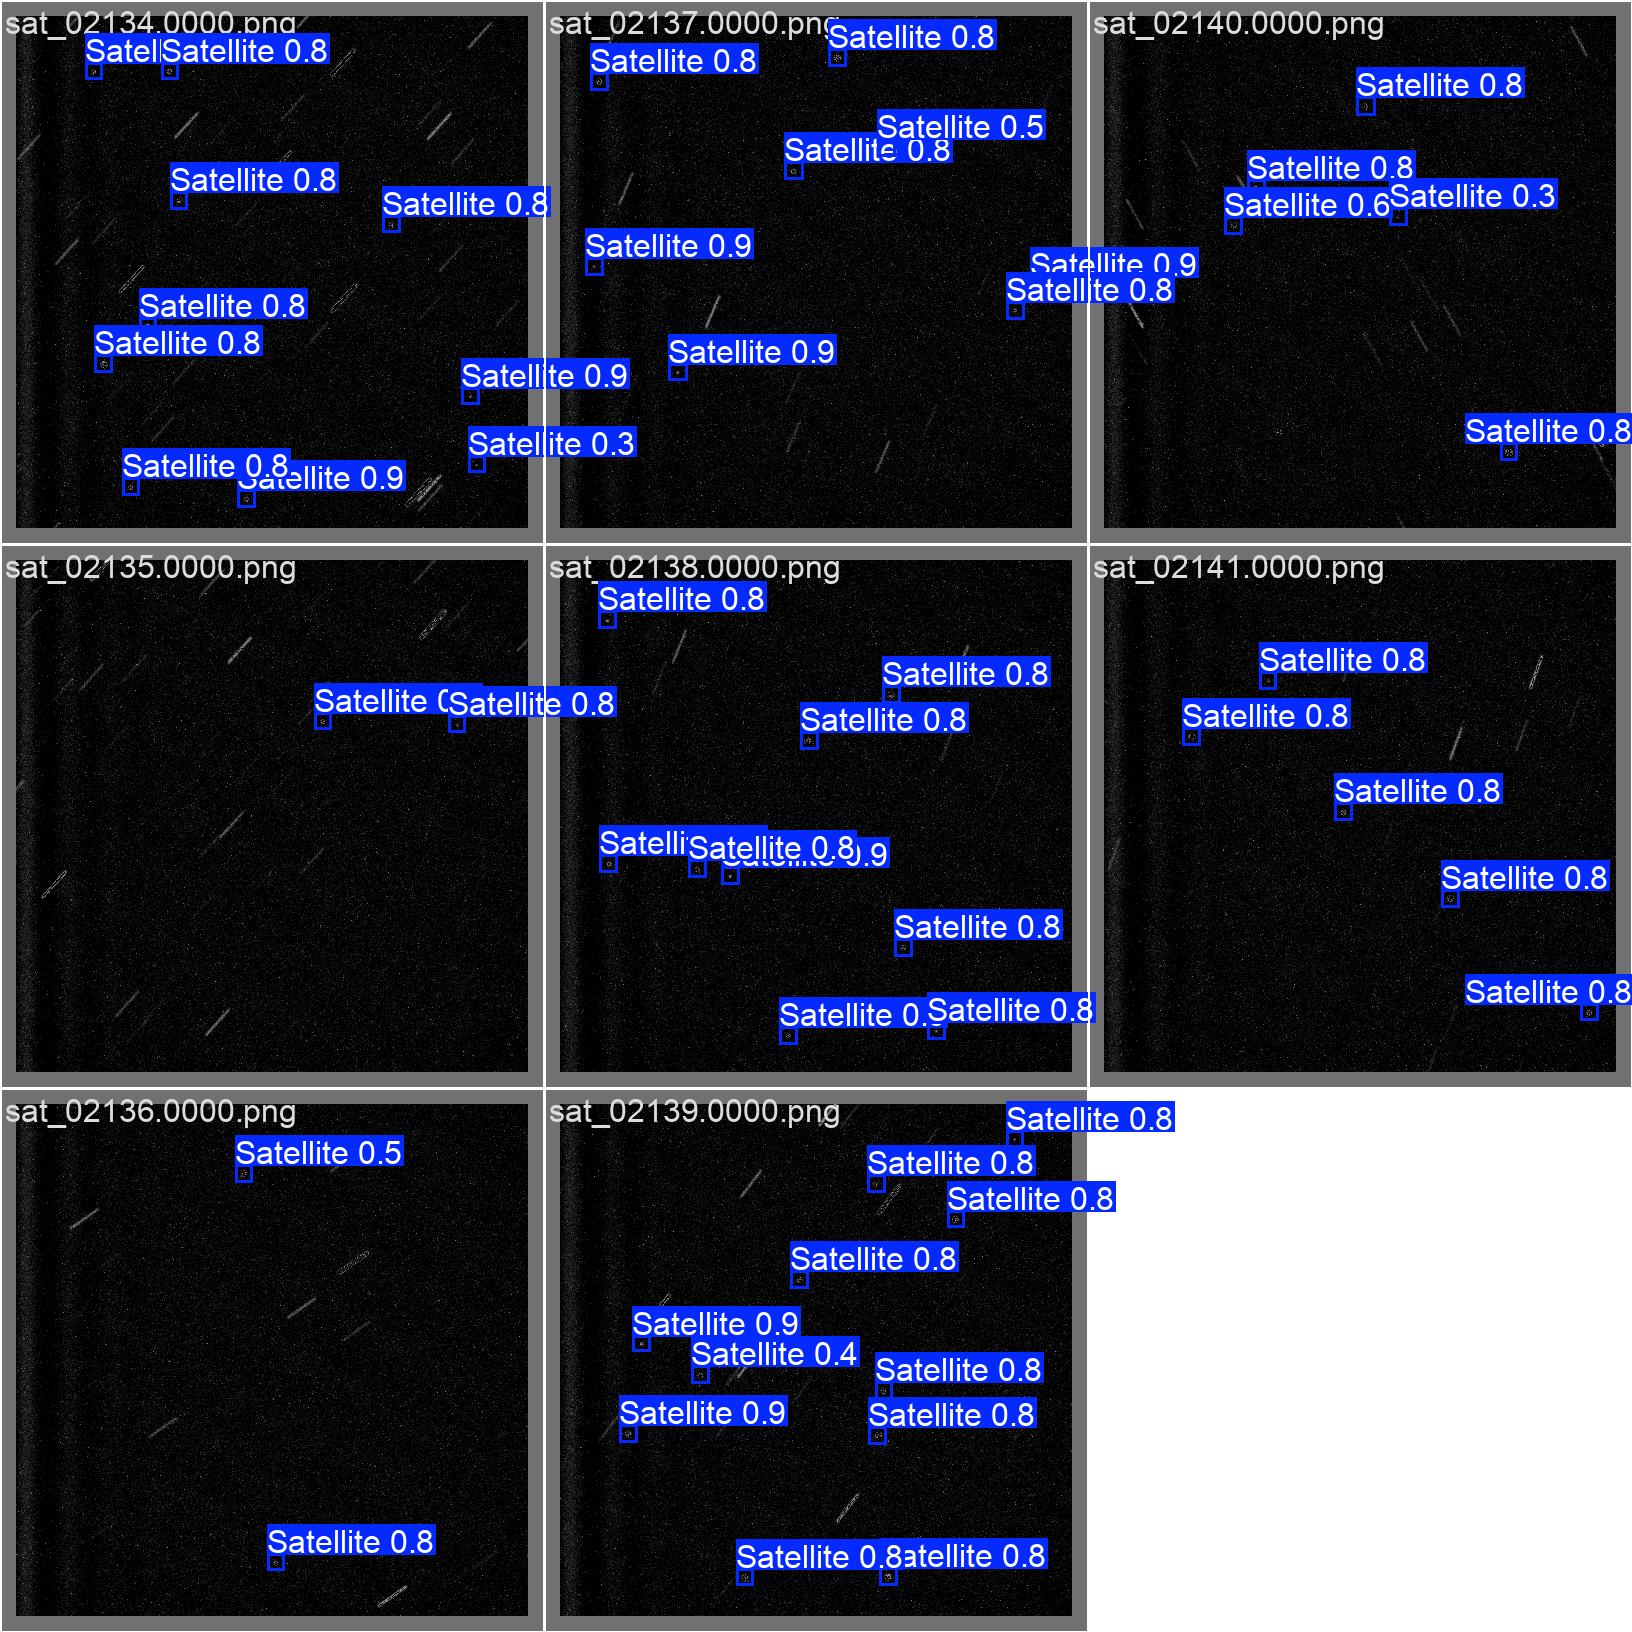 sat_02134.0000.png
Satell
Satellite 0.8
Satellite 0.8
Satellite 0.8
Satellite 0.8
Satellite 0.8
Satellite 0.9
Satellite 0.3
Satellite 0.8
Satellite 0.9
sat_02137.0000.png
Satellite 0.8
Satellite 0.8
Satellite 0.5
Satellite 0.8
Satellite 0.9
Satellite 0.9
Satellite 0.8
Satellite 0.9
sat_02140.0000.png
Satellite 0.8
Satellite 0.8
Satellite 0.3
Satellite 0.6
Satellite 0.8
sat_02135.0000.png
Satellite
Satellite 0.8
sat_02138.0000.png
Satellite 0.8
Satellite 0.8
Satellite 0.8
Satelli
Satellite 0.8
Satellite 0.9
Satellite 0.8
Satellite 0.8
Satellite 0.
sat_02141.0000.png
Satellite 0.8
Satellite 0.8
Satellite 0.8
Satellite 0.8
Satellite 0.8
sat_02136.0000.png
Satellite 0.5
Satellite 0.8
sat_02139.0000.png
Satellite 0.8
Satellite 0.8
Satellite 0.8
Satellite 0.8
Satellite 0.9
Satellite 0.4
Satellite 0.8
Satellite 0.9
Satellite 0.8
Satellite 0.8
atellite 0.8